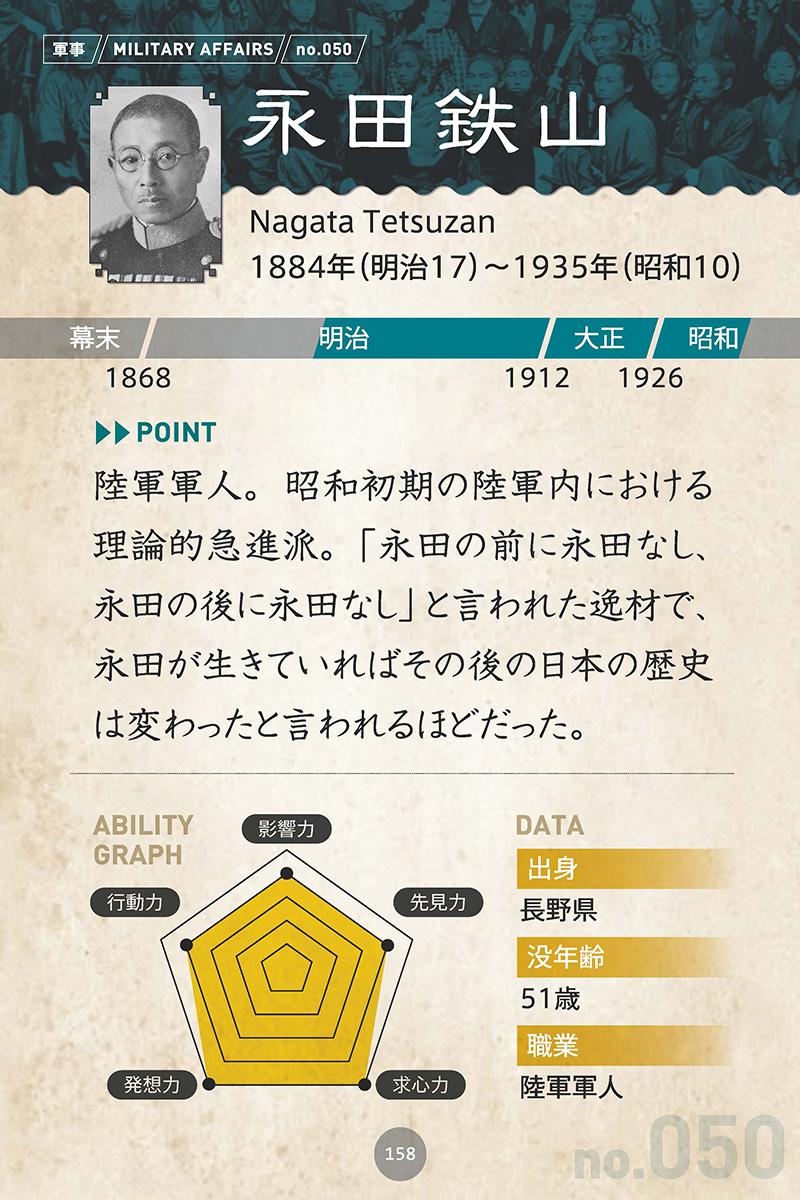 軍事 MILITARY AFFAIRS no.050
永田鉄山
Nagata Tetsuzan
1884年(明治17)～1935年(昭和10)
幕末 明治 大正 昭和
1868 1912 1926
POINT
陸軍軍人。昭和初期の陸軍内における
理論的急進派。「永田の前に永田なし、
永田の後に永田なし」と言われた逸材で、
永田が生きていればその後の日本の歴史
は変わったと言われるほどだった。
ABILITY
GRAPH
影響力
行動力
先見力
発想力
求心力
DATA
出身
長野県
没年齢
51歳
職業
陸軍軍人
158
no.050